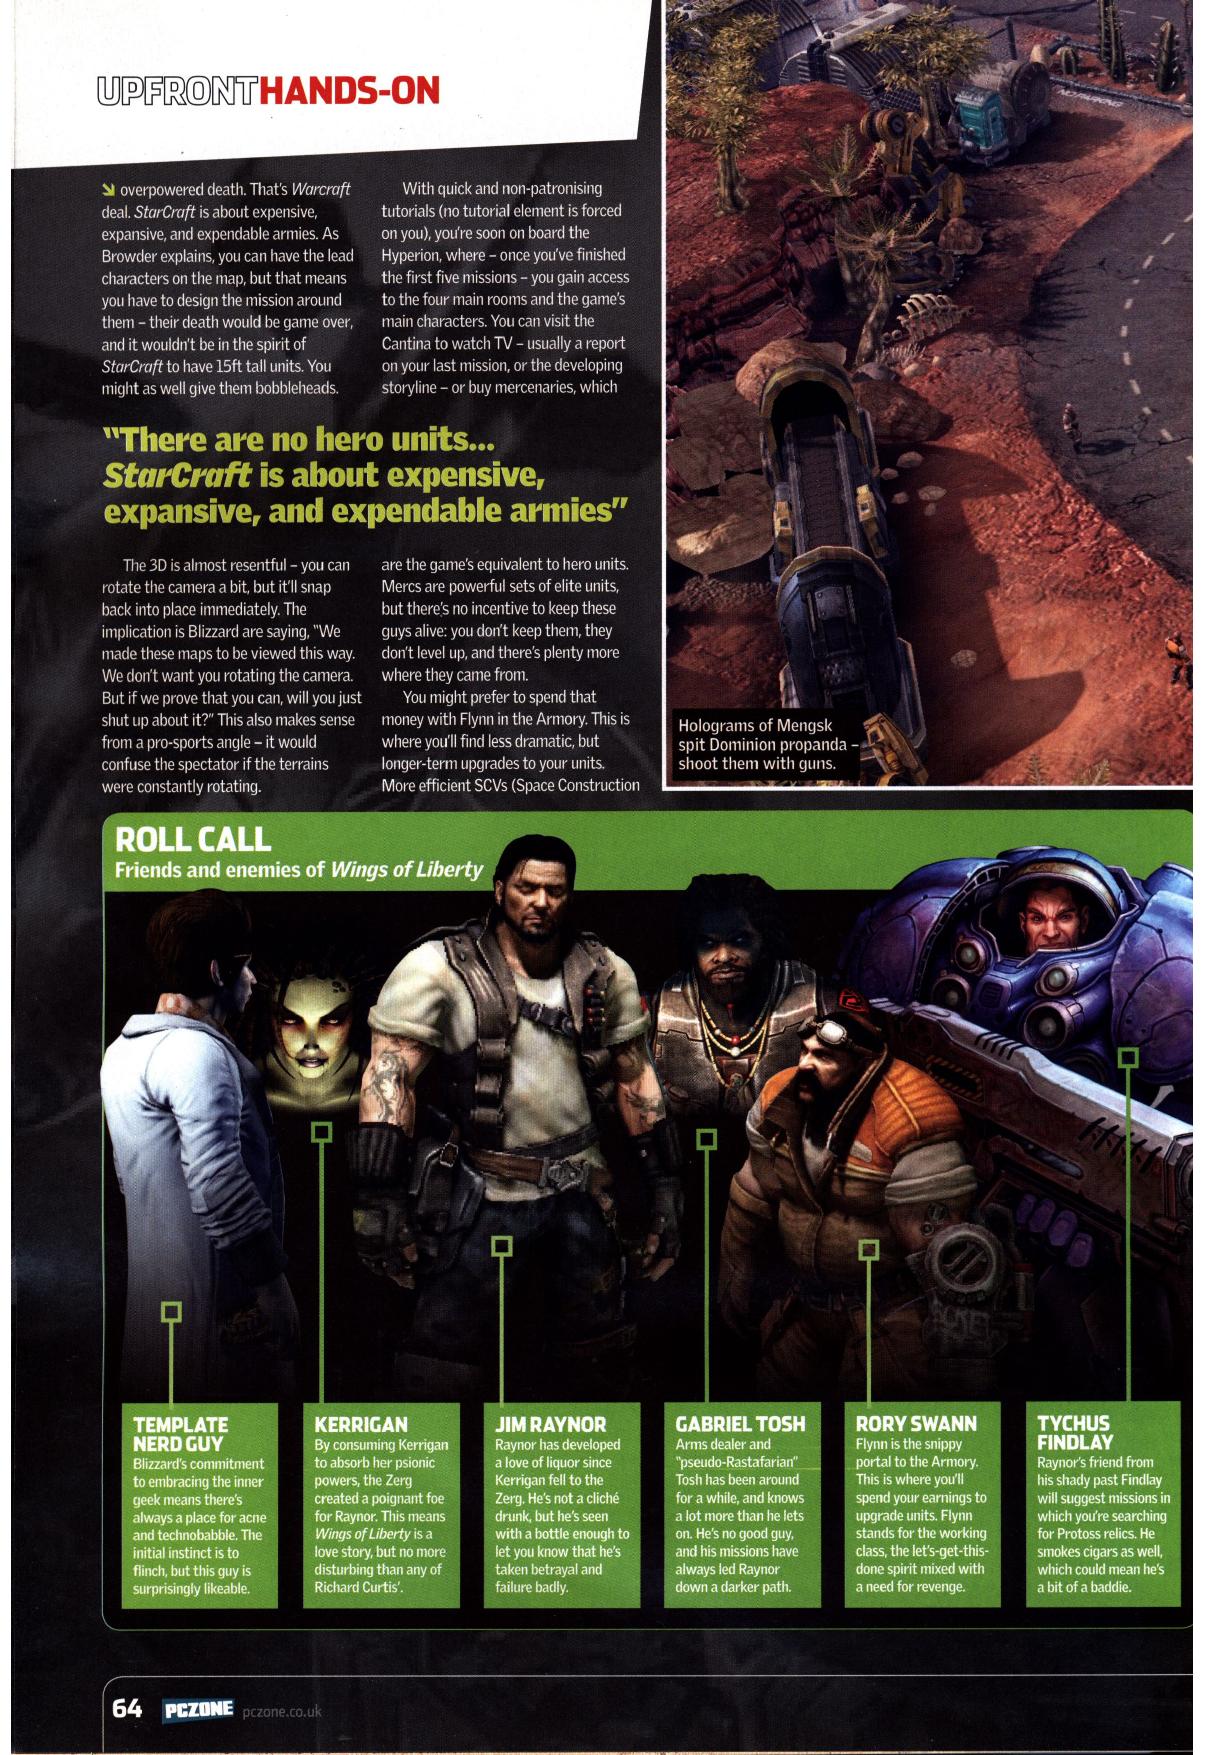 UPFRONTHANDS-ON
overpowered death. That's Warcraft
deal. StarCraft is about expensive,
expansive, and expendable armies. As
Browder explains, you can have the lead
characters on the map, but that means
you have to design the mission around
them – their death would be game over,
and it wouldn't be in the spirit of
StarCraft to have 15ft tall units. You
might as well give them bobbleheads.
"There are no hero units...
StarCraft is about expensive,
expansive, and expendable armies"
The 3D is almost resentful – you can
rotate the camera a bit, but it'll snap
back into place immediately. The
implication is Blizzard are saying, "We
made these maps to be viewed this way.
We don't want you rotating the camera.
But if we prove that you can, will you just
shut up about it?" This also makes sense
from a pro-sports angle – it would
confuse the spectator if the terrains
were constantly rotating.
With quick and non-patronising
tutorials (no tutorial element is forced
on you), you're soon on board the
Hyperion, where – once you've finished
the first five missions – you gain access
to the four main rooms and the game's
main characters. You can visit the
Cantina to watch TV – usually a report
on your last mission, or the developing
storyline – or buy mercenaries, which
are the game's equivalent to hero units.
Mercs are powerful sets of elite units,
but there's no incentive to keep these
guys alive: you don't keep them, they
don't level up, and there's plenty more
where they came from.
You might prefer to spend that
money with Flynn in the Armory. This is
where you'll find less dramatic, but
longer-term upgrades to your units.
More efficient SCVs (Space Construction
NO PARKING
Holograms of Mengsk
spit Dominion propanda –
shoot them with guns.
ROLL CALL
Friends and enemies of Wings of Liberty
TEMPLATE
NERD GUY
Blizzard's commitment
to embracing the inner
geek means there's
always a place for acne
and technobabble. The
initial instinct is to
flinch, but this guy is
surprisingly likeable.
KERRIGAN
By consuming Kerrigan
to absorb her psionic
powers, the Zerg
created a poignant foe
for Raynor. This means
Wings of Liberty is a
love story, but no more
disturbing than any of
Richard Curtis'.
JIM RAYNOR
Raynor has developed
a love of liquor since
Kerrigan fell to the
Zerg. He's not a cliché
drunk, but he's seen
with a bottle enough to
let you know that he's
taken betrayal and
failure badly.
GABRIEL TOSH
Arms dealer and
"pseudo-Rastafarian"
Tosh has been around
for a while, and knows
a lot more than he lets
on. He's no good guy,
and his missions have
always led Raynor
down a darker path.
RORY SWANN
Flynn is the snippy
portal to the Armory.
This is where you'll
spend your earnings to
upgrade units. Flynn
stands for the working
class, the let's-get-this-
done spirit mixed with
a need for revenge.
TYCHUS
FINDLAY
Raynor's friend from
his shady past Findlay
will suggest missions in
which you're searching
for Protoss relics. He
smokes cigars as well,
which could mean he's
a bit of a baddie.
64 PCZONE pczone.co.uk